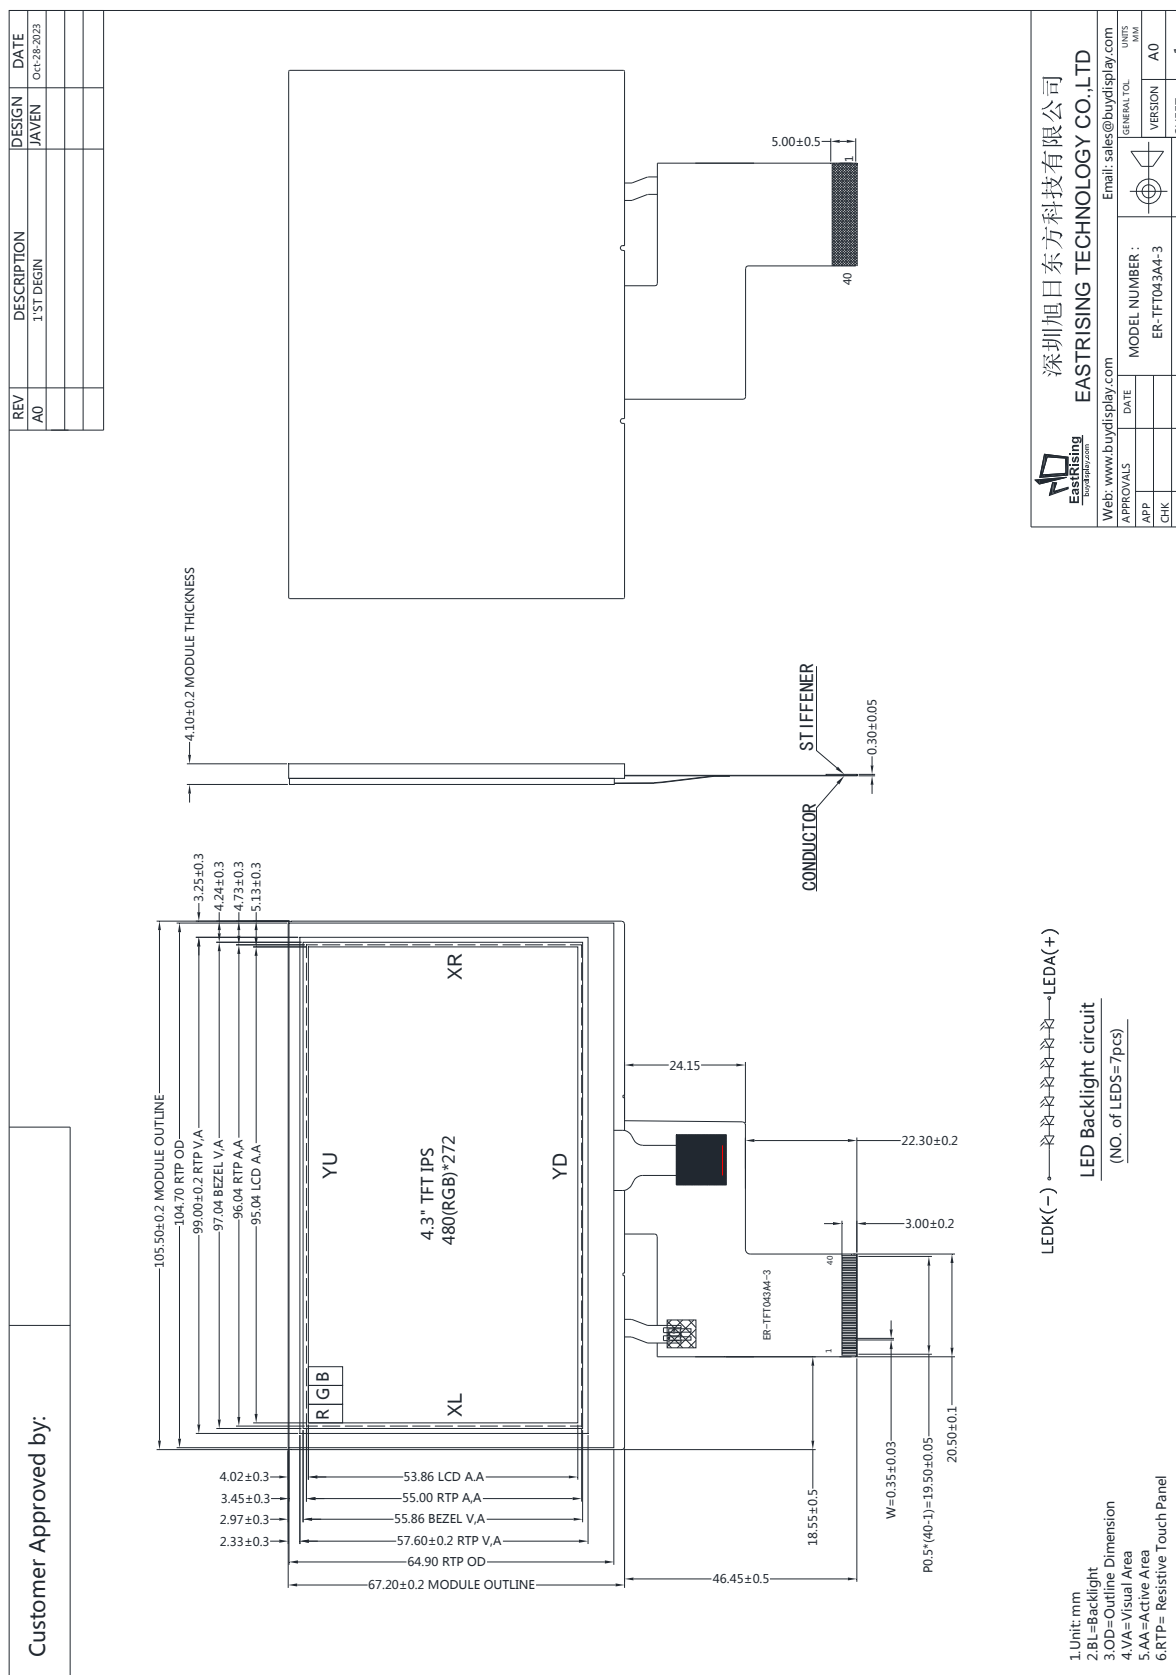 Customer Approved by:
REV
DESCRIPTION
DESIGN
DATE
A0
1'ST DEGIN
JAVEN
Oct-28-2023
105.50±0.2 MODULE OUTLINE
104.70 RTP OD
99.00±0.2 RTP V,A
97.04 BEZEL V,A
96.04 RTP A,A
95.04 LCD A.A
3.25±0.3
4.24±0.3
4.73±0.3
5.13±0.3
4.02±0.3
3.45±0.3
2.97±0.3
2.33±0.3
53.86 LCD A.A
55.00 RTP A,A
55.86 BEZEL V,A
57.60±0.2 RTP V,A
64.90 RTP OD
67.20±0.2 MODULE OUTLINE
R G B
YU
XL
XR
YD
4.3" TFT IPS
480(RGB)*272
24.15
22.30±0.2
3.00±0.2
ER-TFT043A4-3
1
40
18.55±0.5
46.45±0.5
W=0.35±0.03
P0.5*(40-1)=19.50±0.05
20.50±0.1
4.10±0.2 MODULE THICKNESS
CONDUCTOR
STIFFENER
0.30±0.05
5.00±0.5
1
40
LEDK(-)
LEDA(+)
LED Backlight circuit
(NO. of LEDS=7pcs)
1.Unit: mm
2.BL=Backlight
3.OD=Outline Dimension
4.VA=Visual Area
5.AA=Active Area
6.RTP= Resistive Touch Panel
EastRising
buydisplay.com
深圳旭日东方科技有限公司
EASTRISING TECHNOLOGY CO.,LTD
Web: www.buydisplay.com
Email: sales@buydisplay.com
APPROVALS
DATE
MODEL NUMBER :
ER-TFT043A4-3
GENERAL TOL.
UNITS
MM
APP
VERSION
A0
CHK